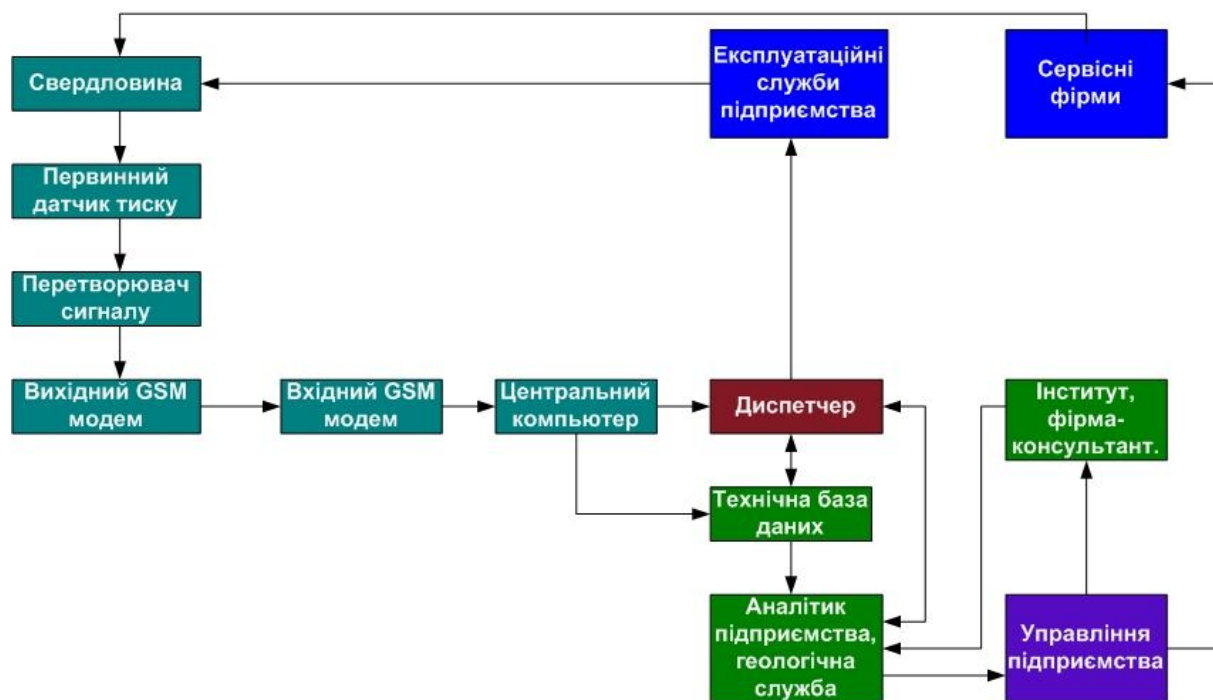 Свердловина
Експлуатаційні
служби
підприємства
Сервісні
фірми
Первинний
датчик тиску
Перетворювач
сигналу
Вихідний GSM
модем
Вхідний GSM
модем
Центральний
компьютер
Диспетчер
Інститут,
фірма-
консультант.
Технічна база
даних
Аналітик
підприємства,
геологічна
служба
Управління
підприємства